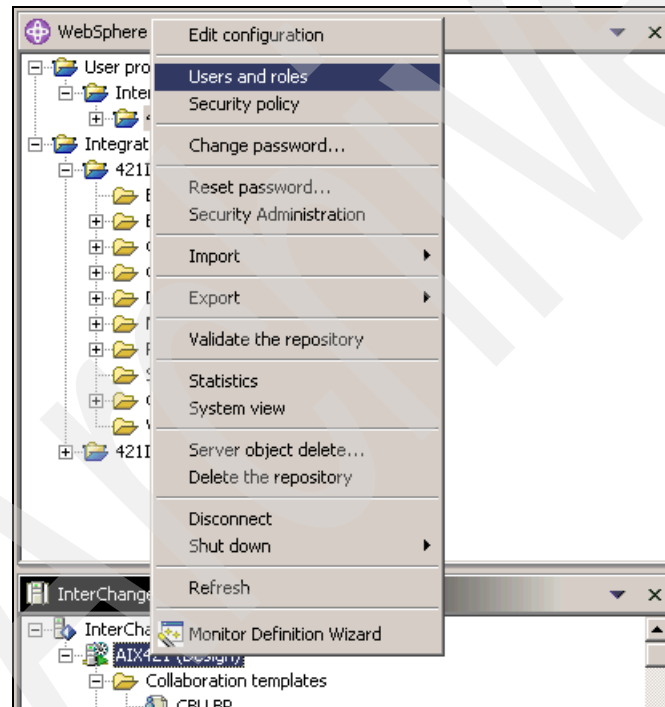 WebSphere
User pro
Inter
Integrat
421I
421I
Edit configuration
Users and roles
Security policy
Change password...
Reset password...
Security Administration
Import
Export
Validate the repository
Statistics
System view
Server object delete...
Delete the repository
Disconnect
Shut down
Refresh
Monitor Definition Wizard
InterChange
InterCha
AIX421 (Design)
Collaboration templates